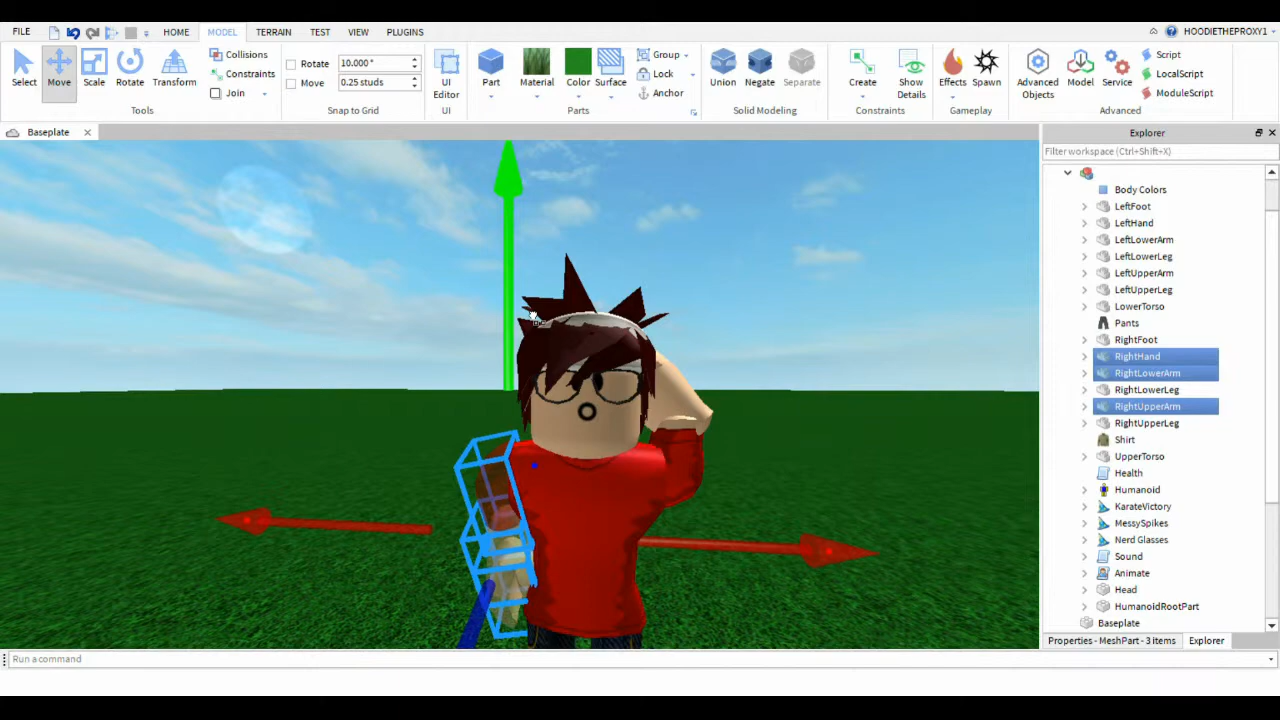 FILE HOME MODEL TERRAIN TEST VIEW PLUGINS HOODIETHEPROXY1
Select Move Scale Rotate Transform
Collisions
Constraints
Join
Tools
Rotate 10.000 °
Move 0.25 studs
Snap to Grid
UI
Editor
UI
Part Material Color Surface
Group
Lock
Anchor
Parts
Union Negate Separate
Solid Modeling
Create Show
Details
Constraints
Effects Spawn
Gameplay
Advanced
Objects Model Service
Script
LocalScript
ModuleScript
Advanced
Baseplate
Explorer
Filter workspace (Ctrl+Shift+X)
Body Colors
LeftFoot
LeftHand
LeftLowerArm
LeftLowerLeg
LeftUpperArm
LeftUpperLeg
LowerTorso
Pants
RightFoot
RightHand
RightLowerArm
RightLowerLeg
RightUpperArm
RightUpperLeg
Shirt
UpperTorso
Health
Humanoid
KarateVictory
MessySpikes
Nerd Glasses
Sound
Animate
Head
HumanoidRootPart
Baseplate
Properties - MeshPart - 3 items Explorer
Run a command